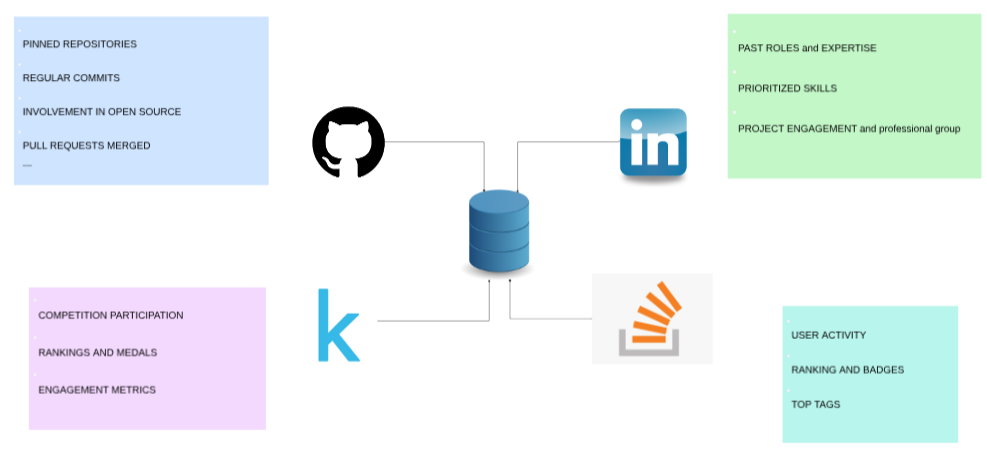 PINNED REPOSITORIES
REGULAR COMMITS
INVOLVEMENT IN OPEN SOURCE
PULL REQUESTS MERGED
PAST ROLES and EXPERTISE
PRIORITIZED SKILLS
PROJECT ENGAGEMENT and professional group
in
k
COMPETITION PARTICIPATION
RANKINGS AND MEDALS
ENGAGEMENT METRICS
USER ACTIVITY
RANKING AND BADGES
TOP TAGS